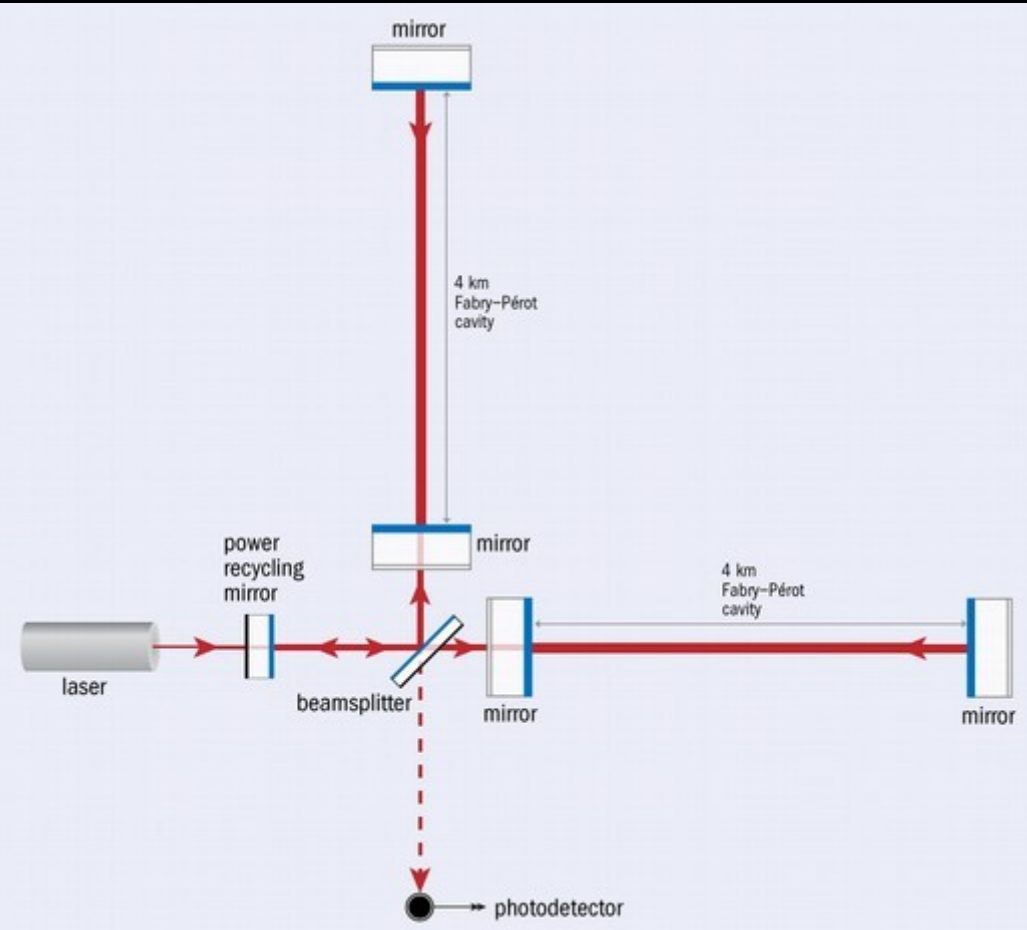 mirror
4 km
Fabry–Pérot
cavity
mirror
power
recycling
mirror
4 km
Fabry–Pérot
cavity
laser
beamsplitter
mirror
mirror
photodetector